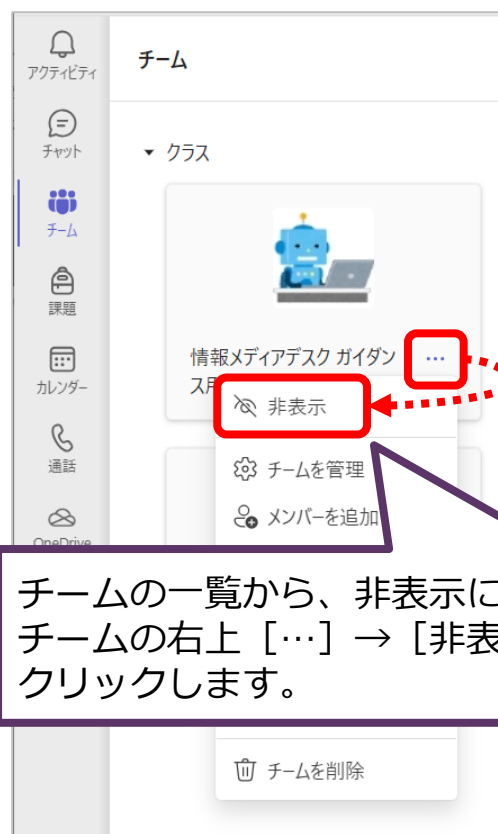 アクティビティ
チーム
チャット
クラス
チーム
課題
情報メディアデスク ガイダン
ス用
…
非表示
カレンダー
通話
チームを管理
メンバーを追加
OneDrive
チームの一覧から、非表示に
チームの右上［…］→［非表
クリックします。
チームを削除